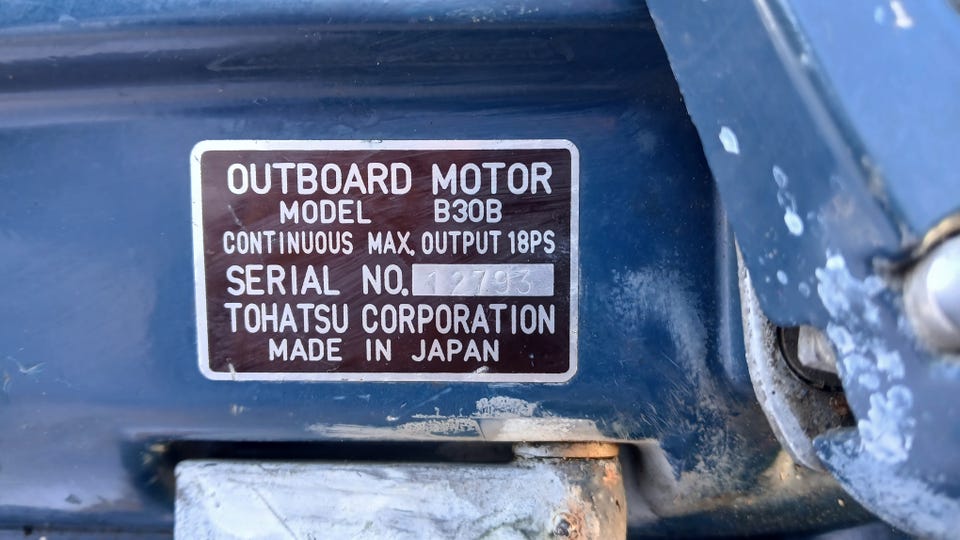 OUTBOARD MOTOR
MODEL B30B
CONTINUOUS MAX. OUTPUT 18PS
SERIAL NO. 12793
TOHATSU CORPORATION
MADE IN JAPAN